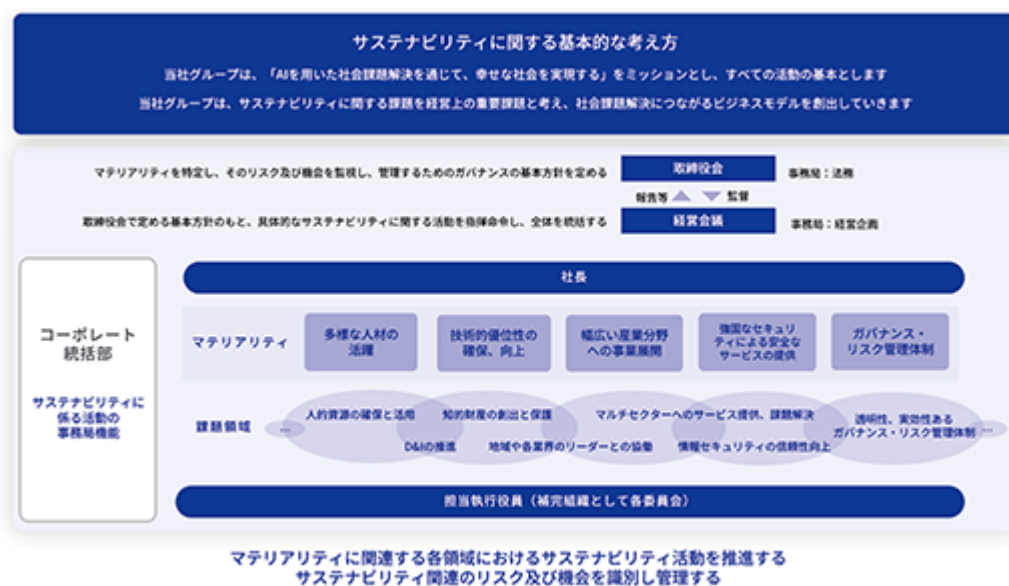 サステナビリティに関する基本的な考え方
当社グループは、「AIを用いた社会課題解決を通じて、幸せな社会を実現する」をミッションとし、すべての活動の基本とします
当社グループは、サステナビリティに関する課題を経営上の重要課題と考え、社会課題解決につながるビジネスモデルを創出していきます
マテリアリティを特定し、そのリスク及び機会を監視し、管理するためのガバナンスの基本方針を定める
取締役会
事務局：法務
報告等
監督
取締役会で定める基本方針のもと、具体的なサステナビリティに関する活動を指揮命令し、全体を統括する
経営会議
事務局：経営企画
コーポレート
統括部
サステナビリティに
係る活動の
事務局機能
社長
マテリアリティ
多様な人材の
活躍
技術的優位性の
確保、向上
幅広い産業分野
への事業展開
強固なセキュリ
ティによる安全な
サービスの提供
ガバナンス・
リスク管理体制
課題領域
…
人的資源の確保と活用
D&Iの推進
知的財産の創出と保護
地域や各業界のリーダーとの協働
マルチセクターへのサービス提供、課題解決
情報セキュリティの信頼性向上
透明性、実効性ある
ガバナンス・リスク管理体制
…
担当執行役員（補完組織として各委員会）
マテリアリティに関連する各領域におけるサステナビリティ活動を推進する
サステナビリティ関連のリスク及び機会を識別し管理する